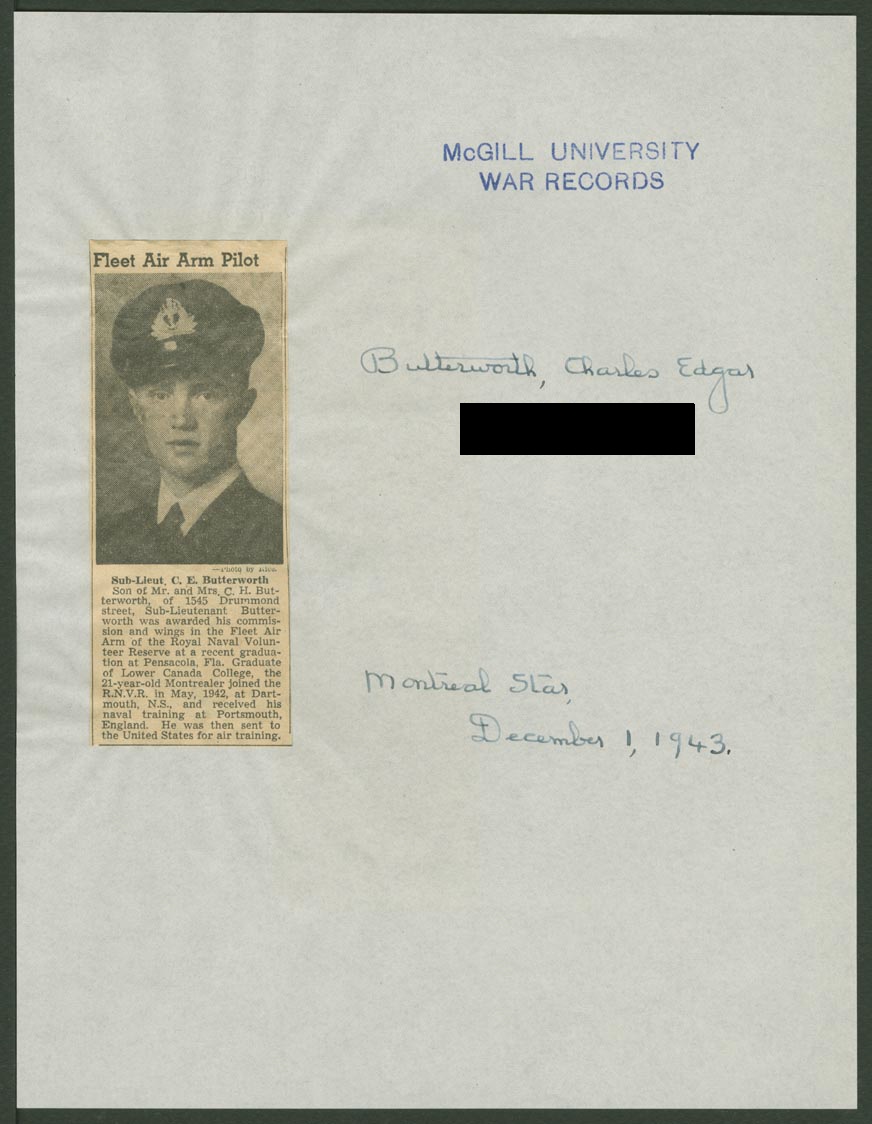 McGILL UNIVERSITY
WAR RECORDS
Fleet Air Arm Pilot
Butterworth, Charles Edgar
—Photo by Rice.
Sub-Lieut. C. E. Butterworth
Son of Mr. and Mrs. C. H. But-
terworth, of 1545 Drummond
street, Sub-Lieutenant Butter-
worth was awarded his commis-
sion and wings in the Fleet Air
Arm of the Royal Naval Volun-
teer Reserve at a recent gradua-
tion at Pensacola, Fla. Graduate
of Lower Canada College, the
21-year-old Montrealer joined the
R.N.V.R. in May, 1942, at Dart-
mouth, N.S., and received his
naval training at Portsmouth,
England. He was then sent to
the United States for air training.
Montreal Star,
December 1, 1943.